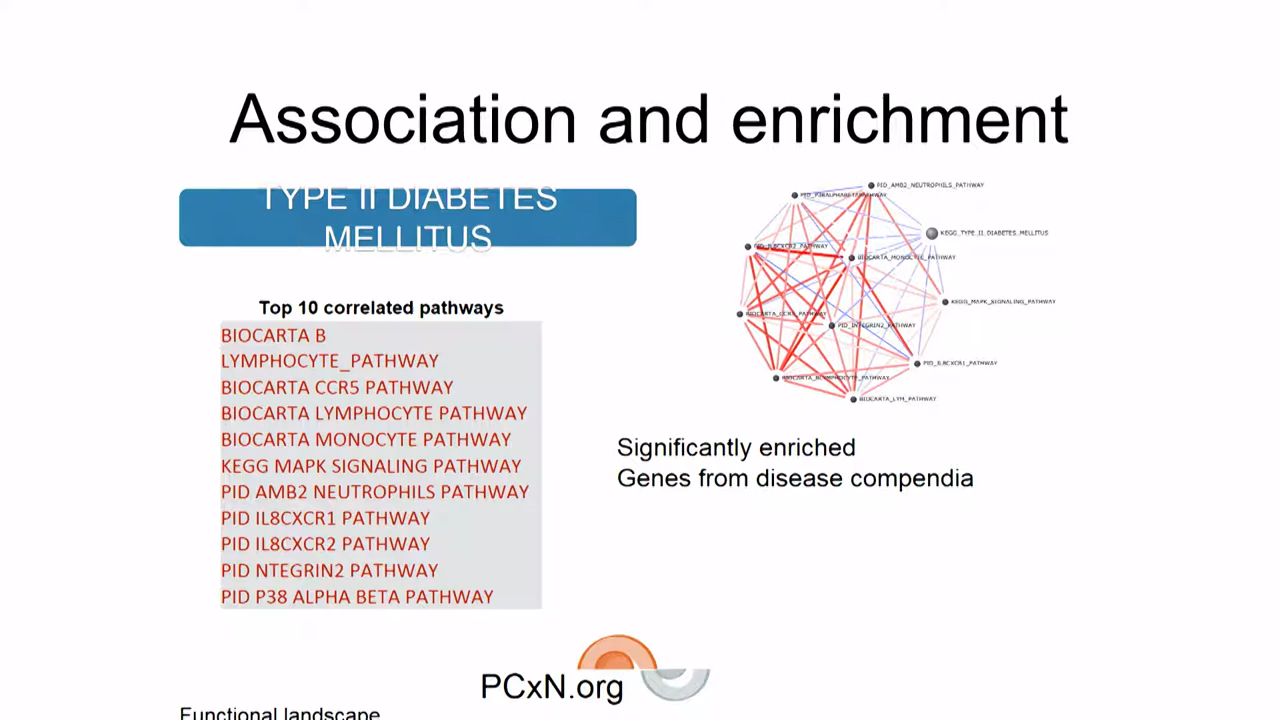 Association and enrichment
TYPE II DIABETES
MELLITUS
Top 10 correlated pathways
BIOCARTA B
LYMPHOCYTE_PATHWAY
BIOCARTA CCR5 PATHWAY
BIOCARTA LYMPHOCYTE PATHWAY
BIOCARTA MONOCYTE PATHWAY
KEGG MAPK SIGNALING PATHWAY
PID AMB2 NEUTROPHILS PATHWAY
PID IL8CXCR1 PATHWAY
PID IL8CXCR2 PATHWAY
PID NTEGRIN2 PATHWAY
PID P38 ALPHA BETA PATHWAY
PID_AMB2_NEUTROPHILS_PATHWAY
PID_P38ALPHABETAPATHWAY
KEGG_TYPE_II_DIABETES_MELLITUS
PID_IL8CXCR2_PATHWAY
BIOCARTA_MONOCYTE_PATHWAY
KEGG_MAPK_SIGNALING_PATHWAY
BIOCARTA_CCR5_PATHWAY
PID_INTEGRIN2_PATHWAY
PID_IL8CXCR1_PATHWAY
BIOCARTA_BLYMPHOCYTE_PATHWAY
BIOCARTA_LYM_PATHWAY
Significantly enriched
Genes from disease compendia
PCxN.org
Functional landscape